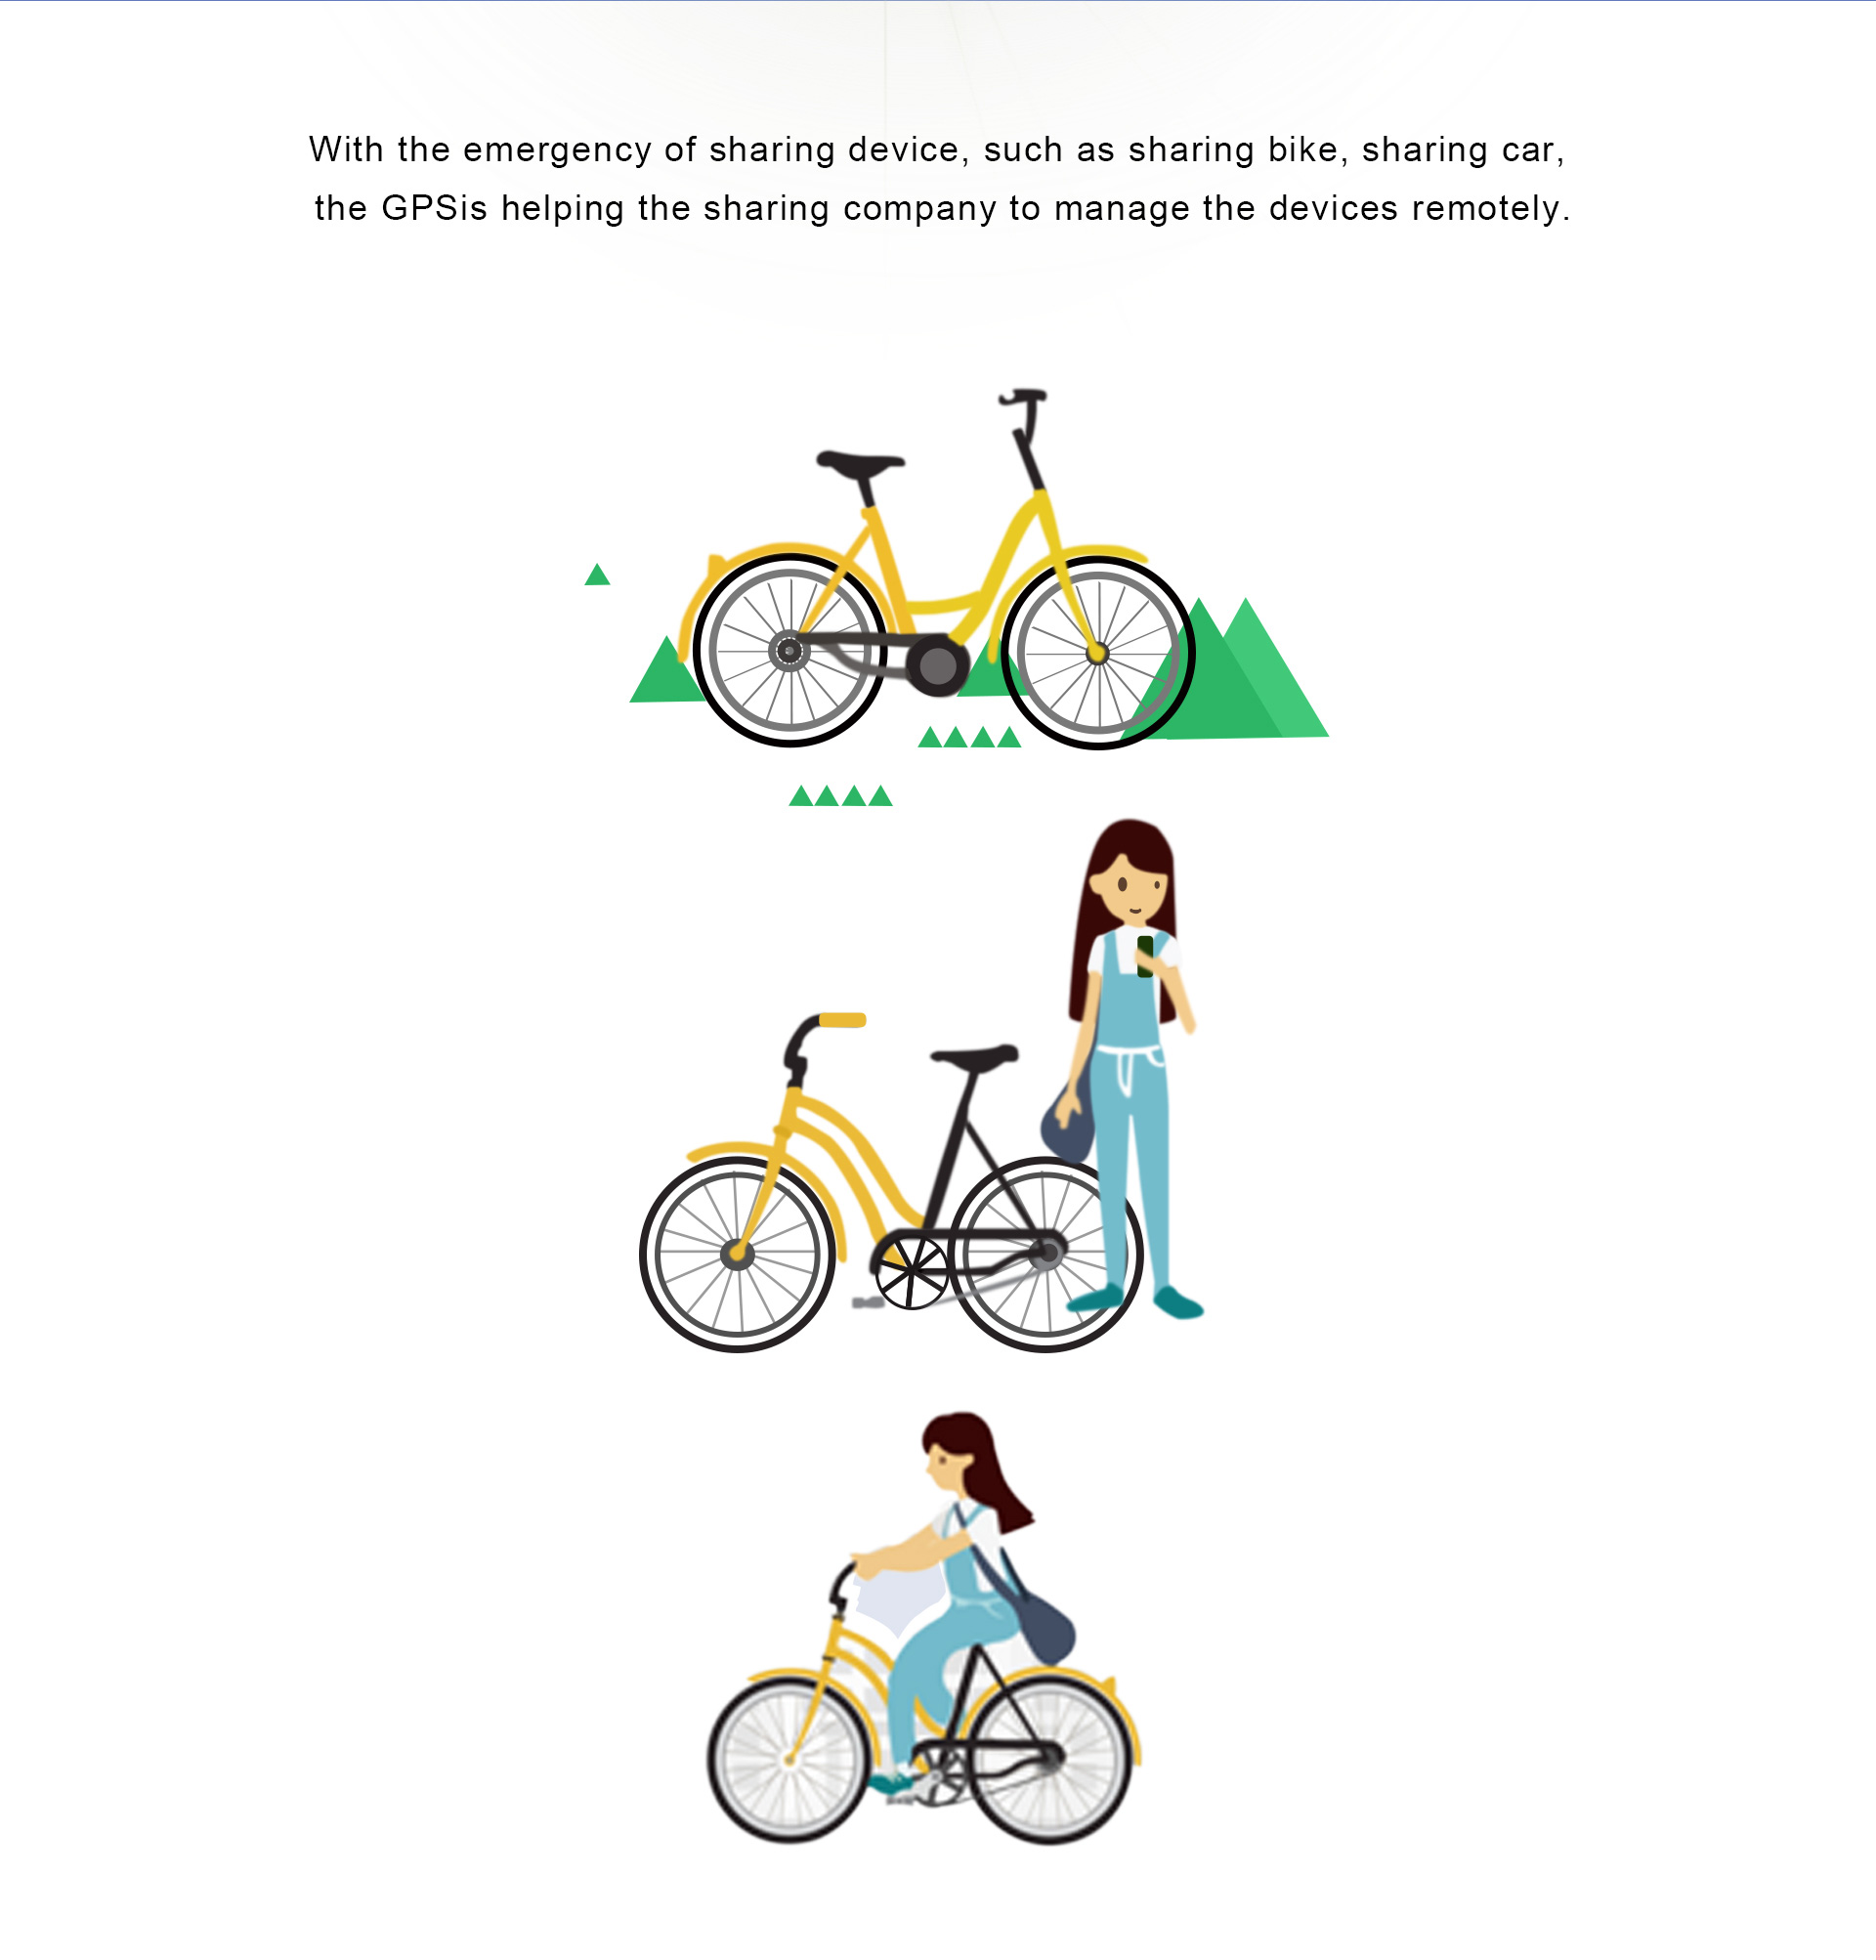 With the emergency of sharing device, such as sharing bike, sharing car,
the GPSis helping the sharing company to manage the devices remotely.